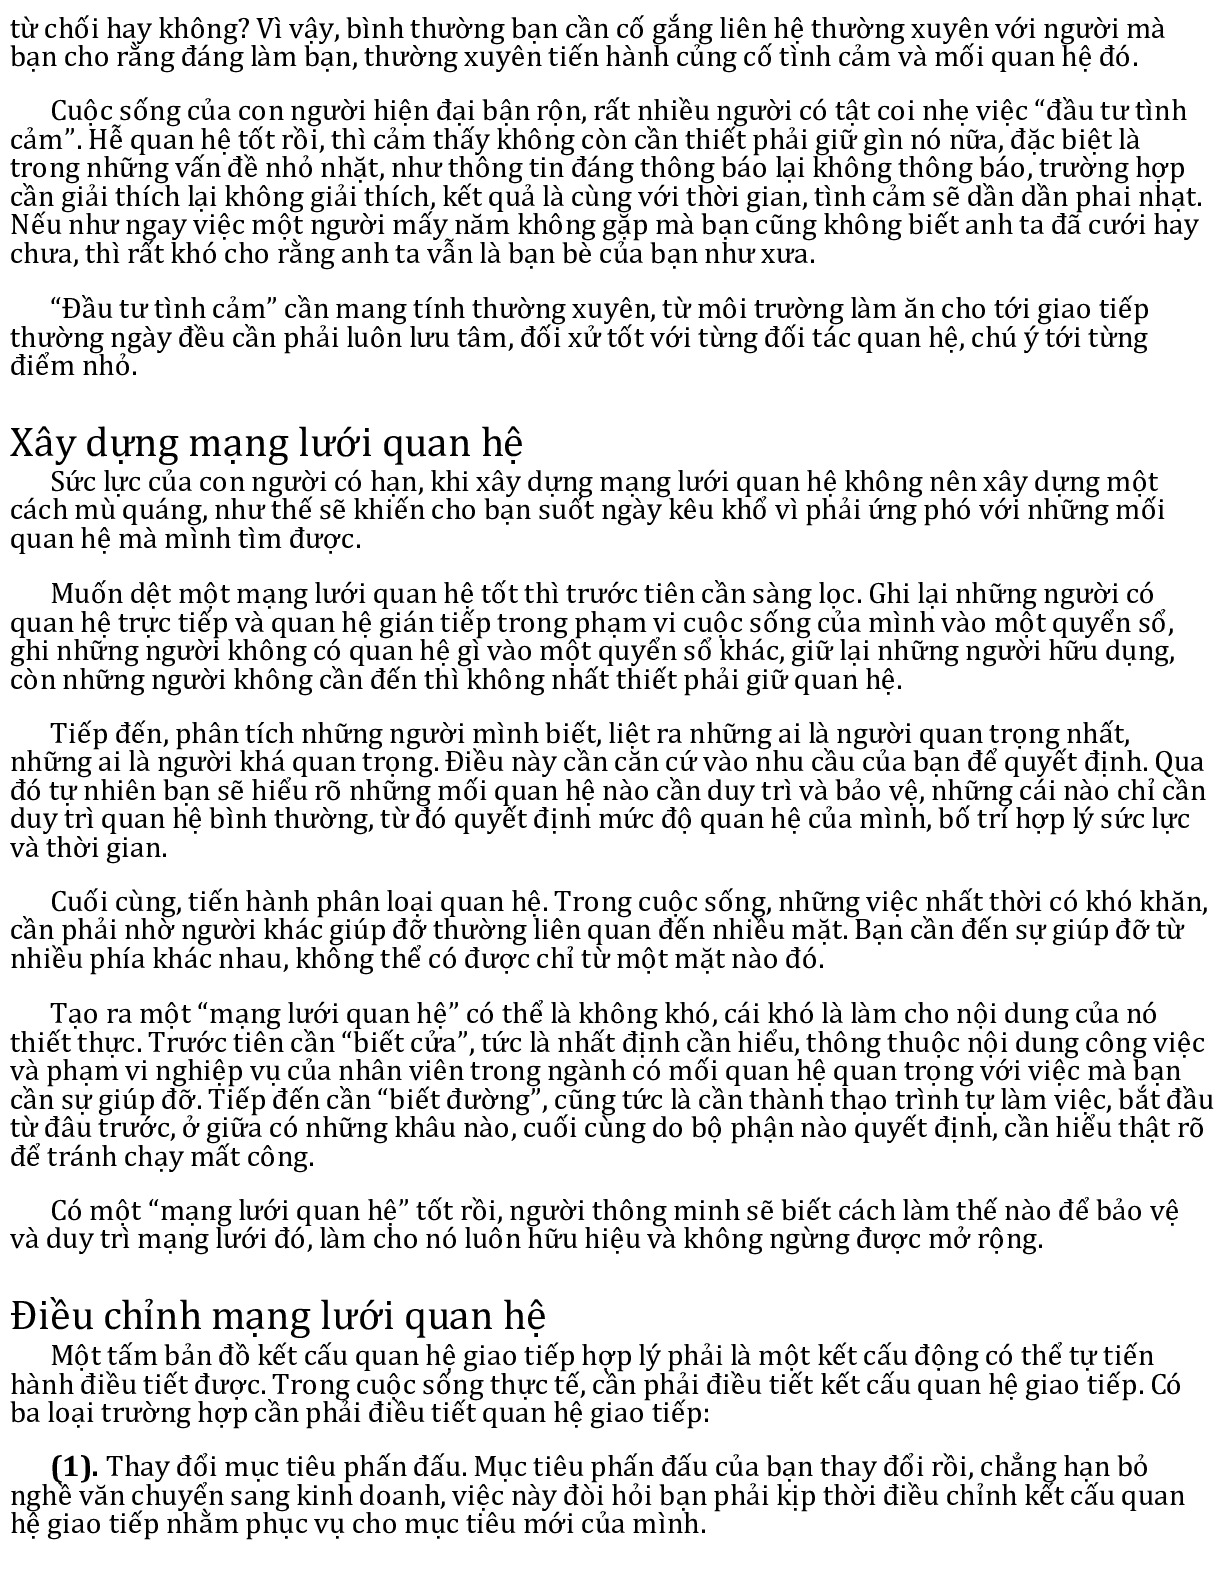 từ chối hay không? Vì vậy, bình thường bạn cần cố gắng liên hệ thường xuyên với người mà
bạn cho rằng đáng làm bạn, thường xuyên tiến hành củng cố tình cảm và mối quan hệ đó.
Cuộc sống của con người hiện đại bận rộn, rất nhiều người có tật coi nhẹ việc “đầu tư tình
cảm”. Hễ quan hệ tốt rồi, thì cảm thấy không còn cần thiết phải giữ gìn nó nữa, đặc biệt là
trong những vấn đề nhỏ nhặt, như thông tin đáng thông báo lại không thông báo, trường hợp
cần giải thích lại không giải thích, kết quả là cùng với thời gian, tình cảm sẽ dần dần phai nhạt.
Nếu như ngay việc một người mấy năm không gặp mà bạn cũng không biết anh ta đã cưới hay
chưa, thì rất khó cho rằng anh ta vẫn là bạn bè của bạn như xưa.
“Đầu tư tình cảm” cần mang tính thường xuyên, từ môi trường làm ăn cho tới giao tiếp
thường ngày đều cần phải luôn lưu tâm, đối xử tốt với từng đối tác quan hệ, chú ý tới từng
điểm nhỏ.
Xây dựng mạng lưới quan hệ
Sức lực của con người có hạn, khi xây dựng mạng lưới quan hệ không nên xây dựng một
cách mù quáng, như thế sẽ khiến cho bạn suốt ngày kêu khổ vì phải ứng phó với những mối
quan hệ mà mình tìm được.
Muốn dệt một mạng lưới quan hệ tốt thì trước tiên cần sàng lọc. Ghi lại những người có
quan hệ trực tiếp và quan hệ gián tiếp trong phạm vi cuộc sống của mình vào một quyển sổ,
ghi những người không có quan hệ gì vào một quyển sổ khác, giữ lại những người hữu dụng,
còn những người không cần đến thì không nhất thiết phải giữ quan hệ.
Tiếp đến, phân tích những người mình biết, liệt ra những ai là người quan trọng nhất,
những ai là người khá quan trọng. Điều này cần căn cứ vào nhu cầu của bạn để quyết định. Qua
đó tự nhiên bạn sẽ hiểu rõ những mối quan hệ nào cần duy trì và bảo vệ, những cái nào chỉ cần
duy trì quan hệ bình thường, từ đó quyết định mức độ quan hệ của mình, bố trí hợp lý sức lực
và thời gian.
Cuối cùng, tiến hành phân loại quan hệ. Trong cuộc sống, những việc nhất thời có khó khăn,
cần phải nhờ người khác giúp đỡ thường liên quan đến nhiều mặt. Bạn cần đến sự giúp đỡ từ
nhiều phía khác nhau, không thể có được chỉ từ một mặt nào đó.
Tạo ra một “mạng lưới quan hệ” có thể là không khó, cái khó là làm cho nội dung của nó
thiết thực. Trước tiên cần “biết cửa”, tức là nhất định cần hiểu, thông thuộc nội dung công việc
và phạm vi nghiệp vụ của nhân viên trong ngành có mối quan hệ quan trọng với việc mà bạn
cần sự giúp đỡ. Tiếp đến cần “biết đường”, cũng tức là cần thành thạo trình tự làm việc, bắt đầu
từ đâu trước, ở giữa có những khâu nào, cuối cùng do bộ phận nào quyết định, cần hiểu thật rõ
để tránh chạy mất công.
Có một “mạng lưới quan hệ” tốt rồi, người thông minh sẽ biết cách làm thế nào để bảo vệ
và duy trì mạng lưới đó, làm cho nó luôn hữu hiệu và không ngừng được mở rộng.
Điều chỉnh mạng lưới quan hệ
Một tấm bản đồ kết cấu quan hệ giao tiếp hợp lý phải là một kết cấu động có thể tự tiến
hành điều tiết được. Trong cuộc sống thực tế, cần phải điều tiết kết cấu quan hệ giao tiếp. Có
ba loại trường hợp cần phải điều tiết quan hệ giao tiếp:
(1). Thay đổi mục tiêu phấn đấu. Mục tiêu phấn đấu của bạn thay đổi rồi, chẳng hạn bỏ
nghề văn chuyển sang kinh doanh, việc này đòi hỏi bạn phải kịp thời điều chỉnh kết cấu quan
hệ giao tiếp nhằm phục vụ cho mục tiêu mới của mình.